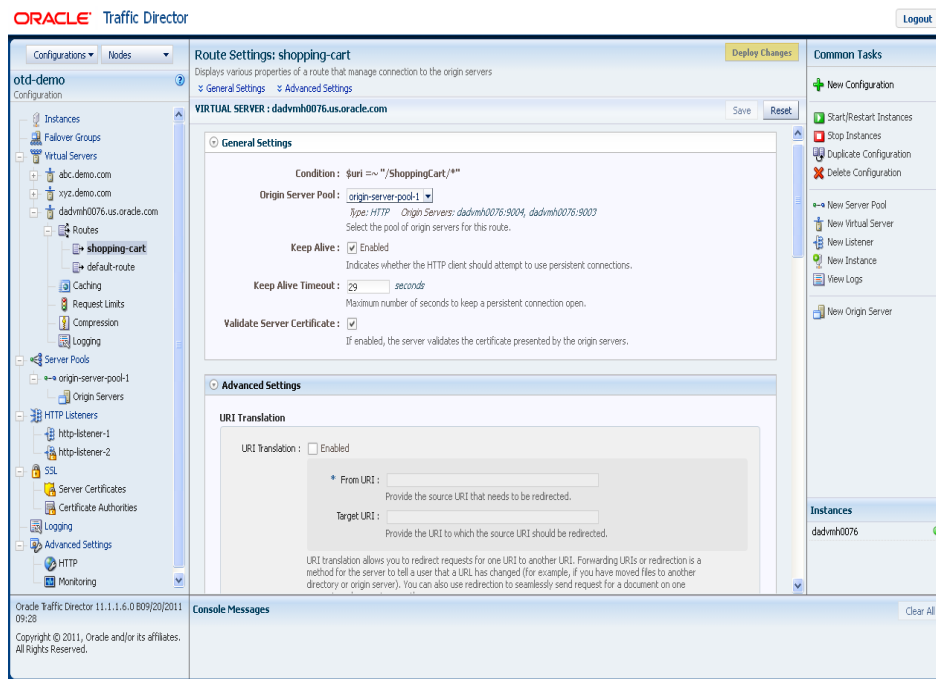 ORACLE® Traffic Director
Logout
Configurations
Nodes
otd-demo
Configuration
Instances
Failover Groups
Virtual Servers
abc.demo.com
xyz.demo.com
dadvmh0076.us.oracle.com
Routes
shopping-cart
default-route
Caching
Request Limits
Compression
Logging
Server Pools
origin-server-pool-1
Origin Servers
HTTP Listeners
http-listener-1
http-listener-2
SSL
Server Certificates
Certificate Authorities
Logging
Advanced Settings
HTTP
Monitoring
Oracle Traffic Director 11.1.1.6.0 B09/20/2011
09:28
Copyright © 2011, Oracle and/or its affiliates.
All Rights Reserved.
Route Settings: shopping-cart
Deploy Changes
Displays various properties of a route that manage connection to the origin servers
General Settings Advanced Settings
VIRTUAL SERVER : dadvmh0076.us.oracle.com
Save Reset
General Settings
Condition : $uri =~ "/ShoppingCart/*"
Origin Server Pool : origin-server-pool-1
Type: HTTP Origin Servers: dadvmh0076:9004, dadvmh0076:9003
Select the pool of origin servers for this route.
Keep Alive : Enabled
Indicates whether the HTTP client should attempt to use persistent connections.
Keep Alive Timeout : 29 seconds
Maximum number of seconds to keep a persistent connection open.
Validate Server Certificate :
If enabled, the server validates the certificate presented by the origin servers.
Advanced Settings
URI Translation
URI Translation : Enabled
* From URI :
Provide the source URI that needs to be redirected.
Target URI :
Provide the URI to which the source URI should be redirected.
URI translation allows you to redirect requests for one URI to another URI. Forwarding URIs or redirection is a
method for the server to tell a user that a URL has changed (for example, if you have moved files to another
directory or origin server). You can also use redirection to seamlessly send request for a document on one
Console Messages
Clear All
Common Tasks
New Configuration
Start/Restart Instances
Stop Instances
Duplicate Configuration
Delete Configuration
New Server Pool
New Virtual Server
New Listener
New Instance
View Logs
New Origin Server
Instances
dadvmh0076